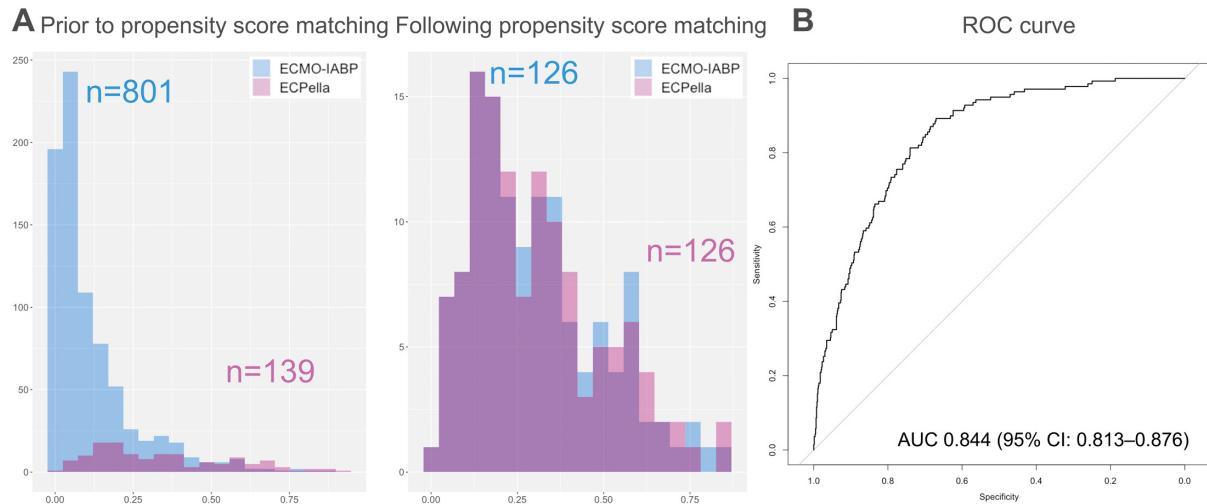 A Prior to propensity score matching Following propensity score matching B ROC curve
ECMO-IABP
ECPella
n=801
n=139
250
200
150
100
50
0
0.00 0.25 0.50 0.75
ECMO-IABP
ECPella
n=126
n=126
15
10
5
0
0.00 0.25 0.50 0.75
Sensitivity
1.0
0.8
0.6
0.4
0.2
0.0
AUC 0.844 (95% CI: 0.813–0.876)
1.0 0.8 0.6 0.4 0.2 0.0
Specificity